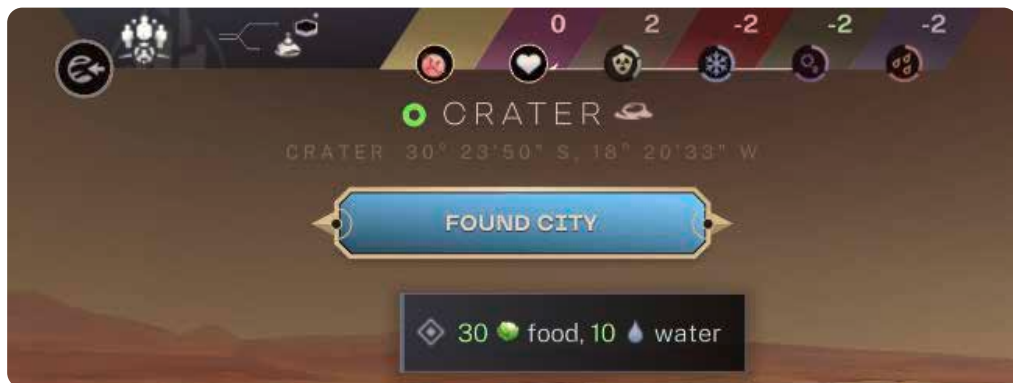 0 2 -2 -2 -2
CRATER
CRATER 30° 23'50" S, 18° 20'33" W
FOUND CITY
30 food, 10 water